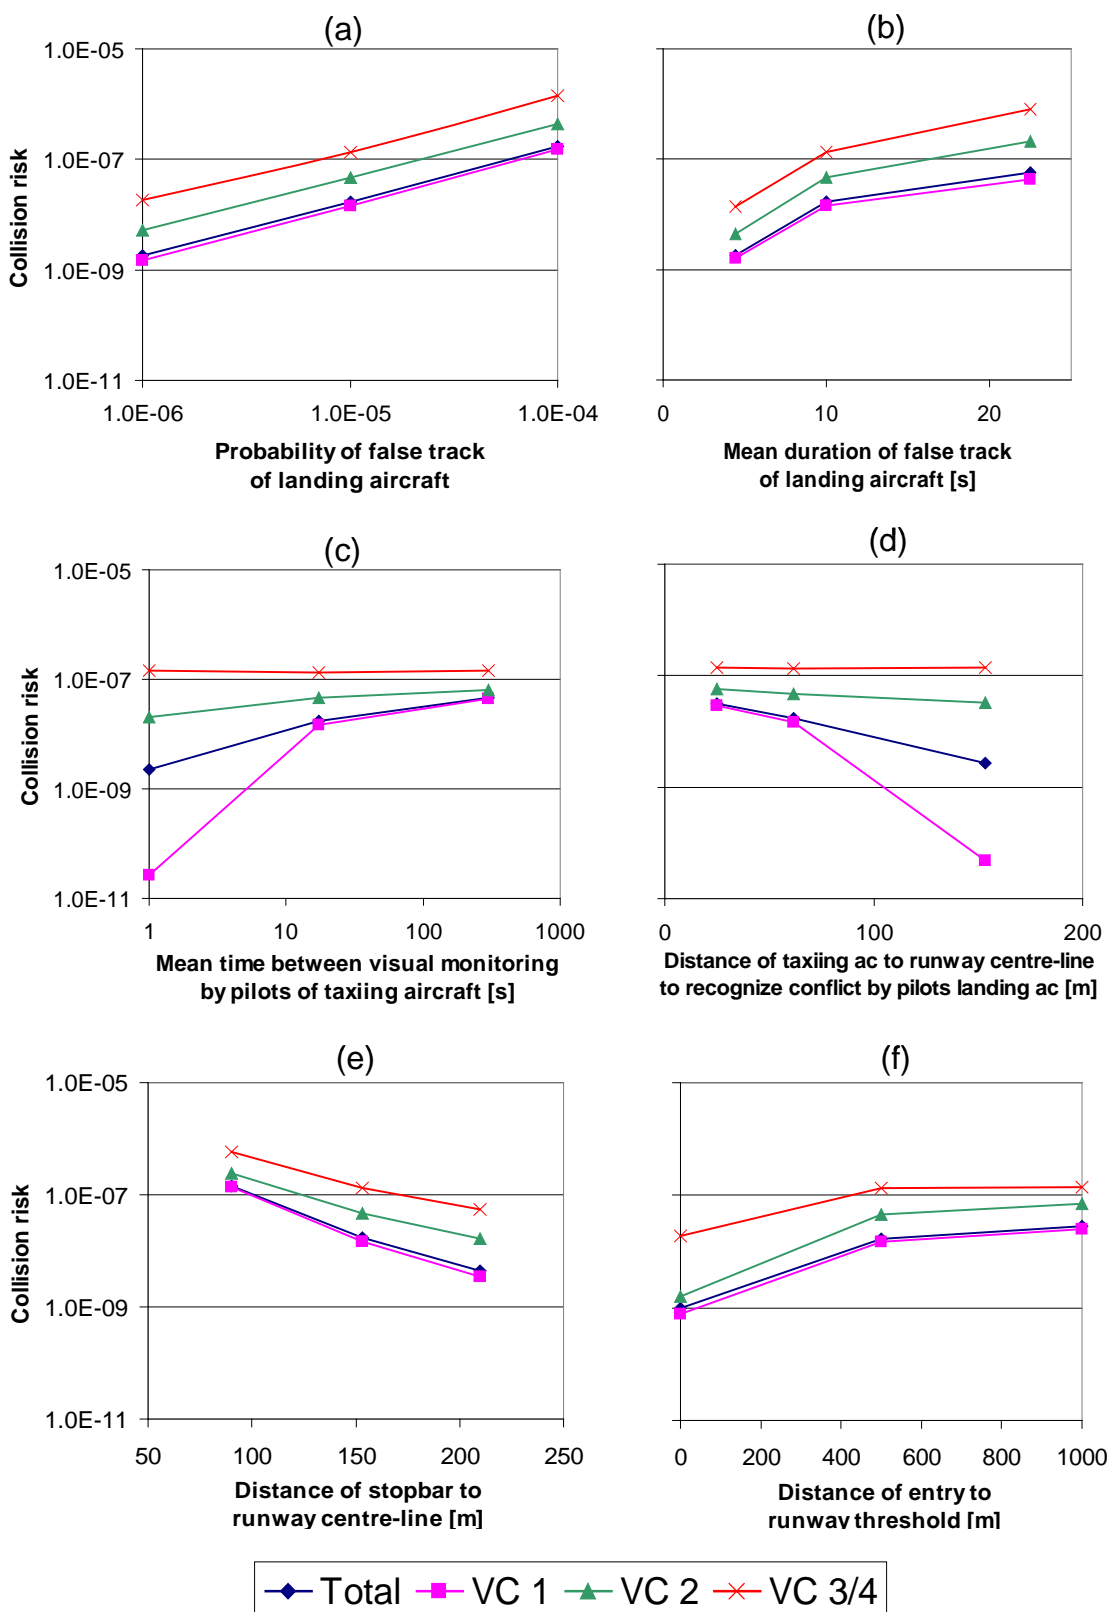 (a)
(b)
1.0E-05
1.0E-07
1.0E-09
1.0E-11
Collision risk
1.0E-06 1.0E-05 1.0E-04
0 10 20
Probability of false track
of landing aircraft
Mean duration of false track
of landing aircraft [s]
(c)
(d)
1.0E-05
1.0E-07
1.0E-09
1.0E-11
Collision risk
1 10 100 1000
0 100 200
Mean time between visual monitoring
by pilots of taxiing aircraft [s]
Distance of taxiing ac to runway centre-line
to recognize conflict by pilots landing ac [m]
(e)
(f)
1.0E-05
1.0E-07
1.0E-09
1.0E-11
Collision risk
50 100 150 200 250
0 200 400 600 800 1000
Distance of stopbar to
runway centre-line [m]
Distance of entry to
runway threshold [m]
Total VC 1 VC 2 VC 3/4